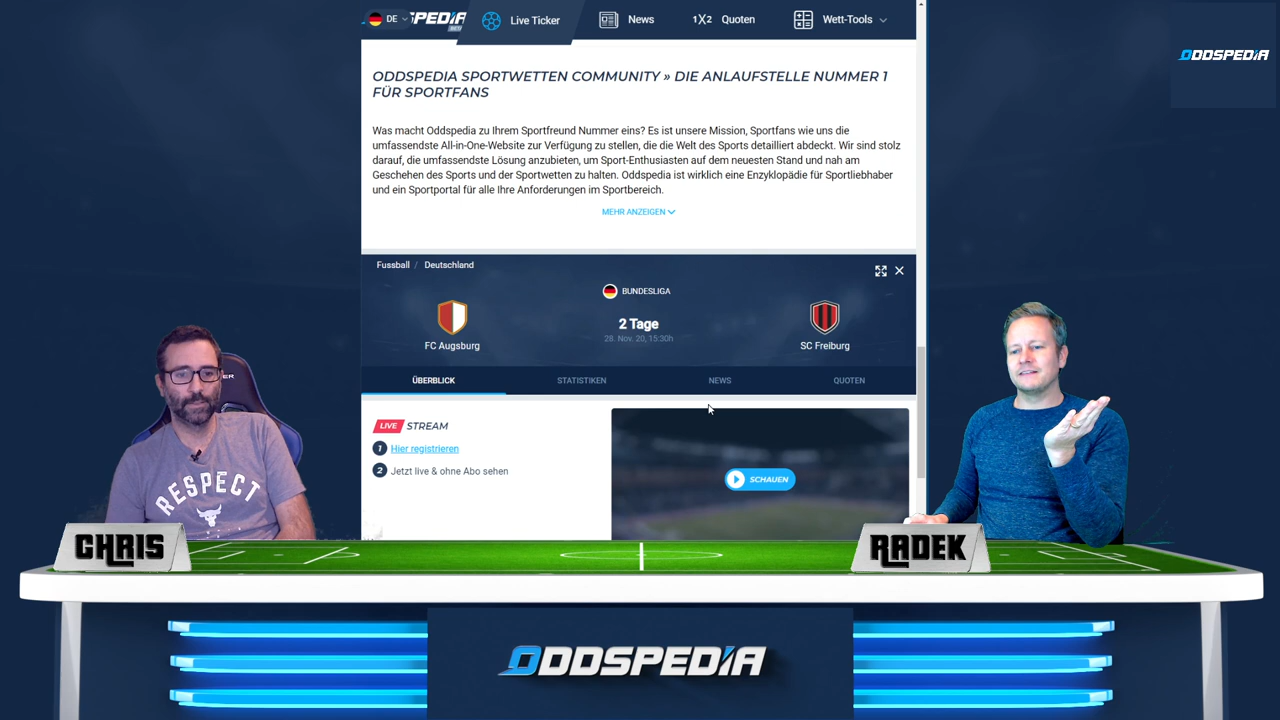 DE
PEDIA
BETA
Live Ticker
News
1X2 Quoten
Wett-Tools
ODDSPEDIA
ODDSPEDIA SPORTWETTEN COMMUNITY » DIE ANLAUFSTELLE NUMMER 1
FÜR SPORTFANS
Was macht Oddspedia zu Ihrem Sportfreund Nummer eins? Es ist unsere Mission, Sportfans wie uns die
umfassendste All-in-One-Website zur Verfügung zu stellen, die die Welt des Sports detailliert abdeckt. Wir sind stolz
darauf, die umfassendste Lösung anzubieten, um Sport-Enthusiasten auf dem neuesten Stand und nah am
Geschehen des Sports und der Sportwetten zu halten. Oddspedia ist wirklich eine Enzyklopädie für Sportliebhaber
und ein Sportportal für alle Ihre Anforderungen im Sportbereich.
MEHR ANZEIGEN
Fussball / Deutschland
BUNDESLIGA
2 Tage
28. Nov. 20, 15:30h
FC Augsburg
SC Freiburg
ÜBERBLICK
STATISTIKEN
NEWS
QUOTEN
LIVE STREAM
1 Hier registrieren
2 Jetzt live & ohne Abo sehen
SCHAUEN
ER
RESPECT
CHRIS
RADEK
ODDSPEDIA